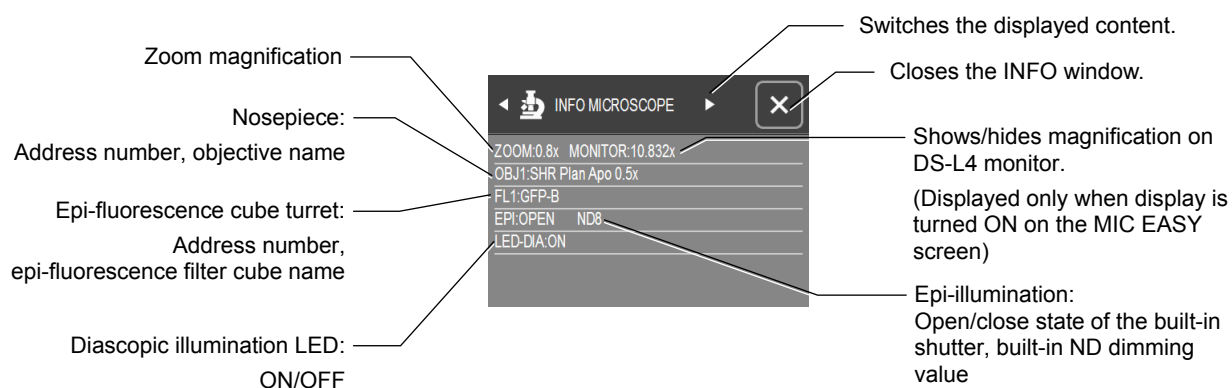 Switches the displayed content.
Zoom magnification
Closes the INFO window.
INFO MICROSCOPE
Nosepiece:
Address number, objective name
ZOOM:0.8x MONITOR:10.832x
OBJ1:SHR Plan Apo 0.5x
FL1:GFP-B
EPI:OPEN ND8
LED-DIA:ON
Shows/hides magnification on
DS-L4 monitor.
(Displayed only when display is
turned ON on the MIC EASY
screen)
Epi-fluorescence cube turret:
Address number,
epi-fluorescence filter cube name
Epi-illumination:
Open/close state of the built-in
shutter, built-in ND dimming
value
Diascopic illumination LED:
ON/OFF